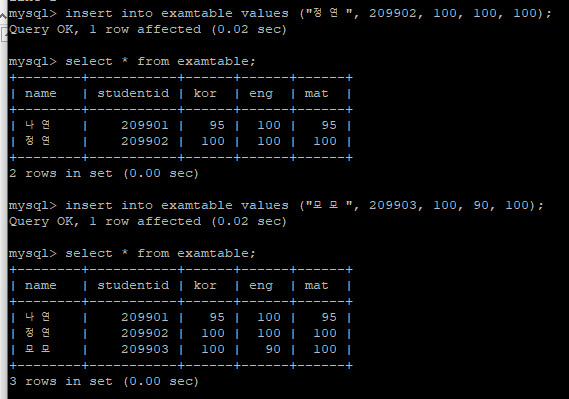 mysql> insert into examtable values ("정연", 209902, 100, 100, 100);
Query OK, 1 row affected (0.02 sec)
mysql> select * from examtable;
+--------+-----------+------+------+------+
| name   | studentid | kor  | eng  | mat  |
+--------+-----------+------+------+------+
| 나연   |    209901 |   95 |  100 |   95 |
| 정연   |    209902 |  100 |  100 |  100 |
+--------+-----------+------+------+------+
2 rows in set (0.00 sec)
mysql> insert into examtable values ("모모", 209903, 100, 90, 100);
Query OK, 1 row affected (0.02 sec)
mysql> select * from examtable;
+--------+-----------+------+------+------+
| name   | studentid | kor  | eng  | mat  |
+--------+-----------+------+------+------+
| 나연   |    209901 |   95 |  100 |   95 |
| 정연   |    209902 |  100 |  100 |  100 |
| 모모   |    209903 |  100 |   90 |  100 |
+--------+-----------+------+------+------+
3 rows in set (0.00 sec)